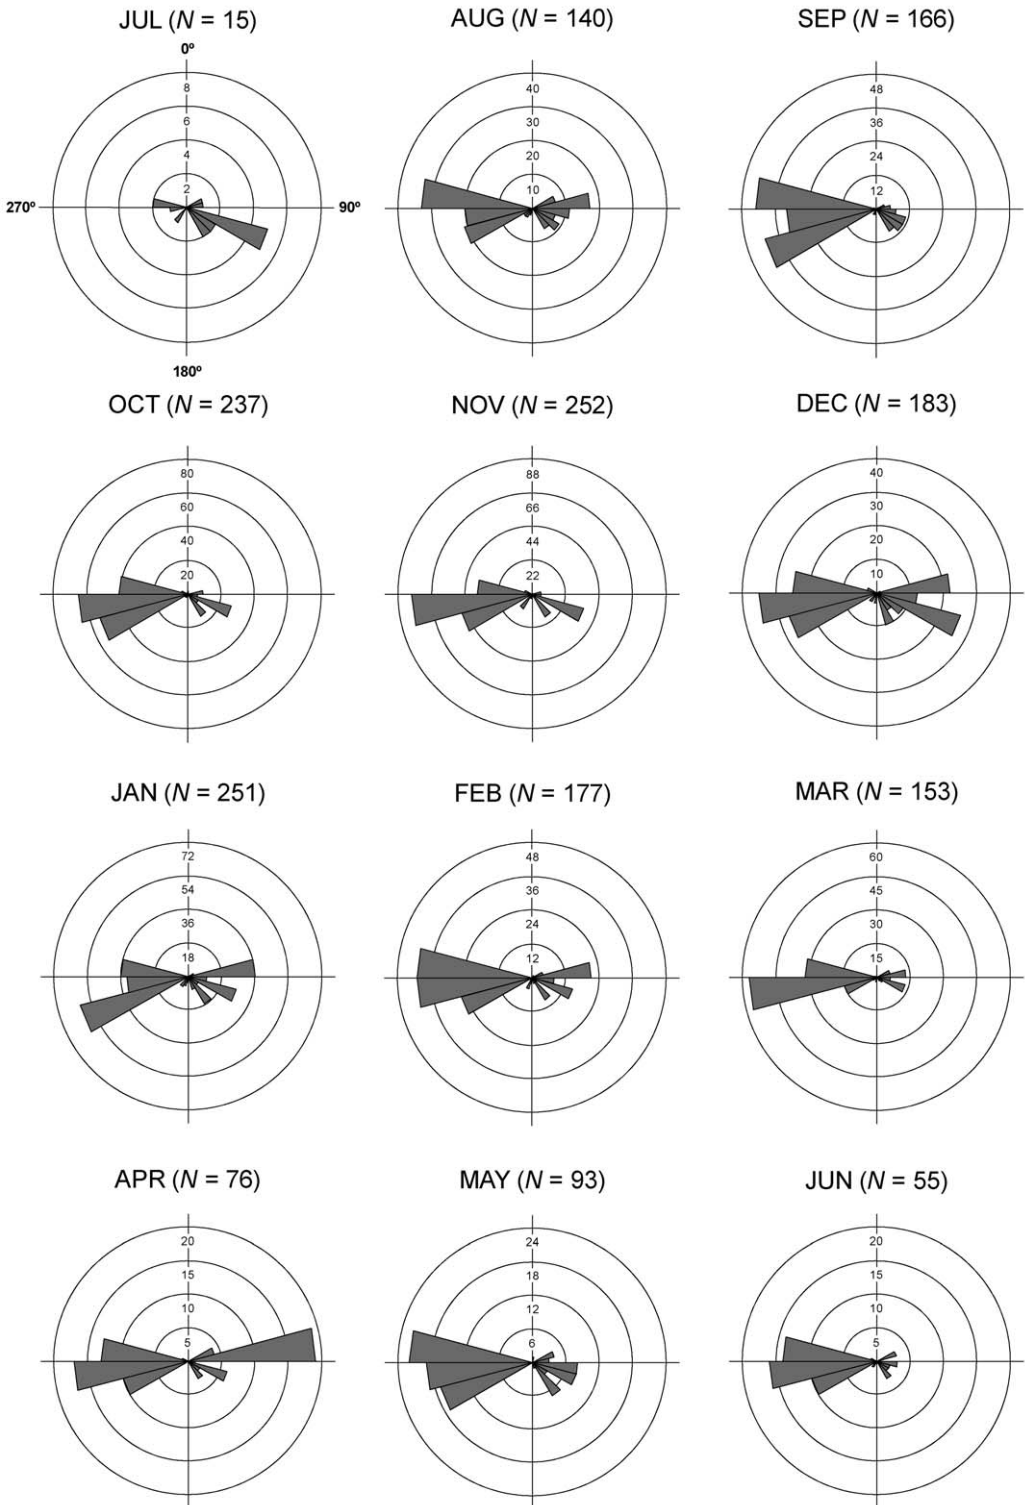 JUL (N = 15) AUG (N = 140) SEP (N = 166)
0º
8 40 48
6 30 36
4 20 24
2 10 12
270º 90º
180º
OCT (N = 237) NOV (N = 252) DEC (N = 183)
80 88 40
60 66 30
40 44 20
20 22 10
JAN (N = 251) FEB (N = 177) MAR (N = 153)
72 48 60
54 36 45
36 24 30
18 12 15
APR (N = 76) MAY (N = 93) JUN (N = 55)
20 24 20
15 18 15
10 12 10
5 6 5